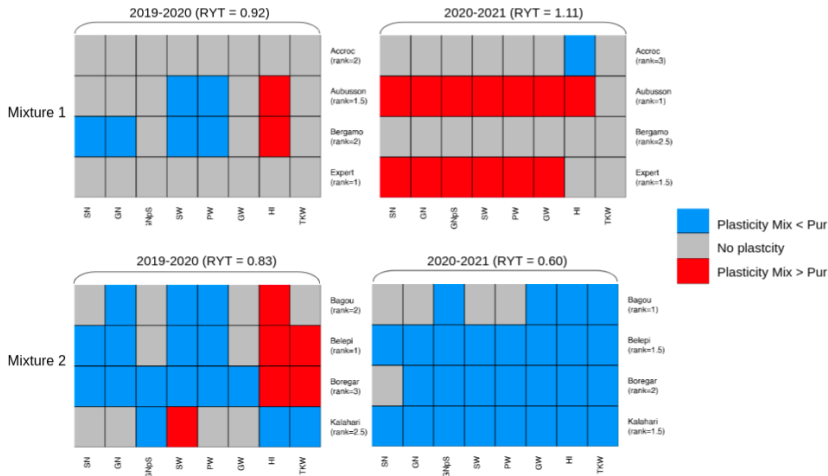 2019-2020 (RYT = 0.92)
2020-2021 (RYT = 1.11)
Mixture 1
Accroc
(rank=2)
Aubusson
(rank=1.5)
Bergamo
(rank=2)
Expert
(rank=1)
SN GN iNpS SW PW GW HI TKW
Accroc
(rank=3)
Aubusson
(rank=1)
Bergamo
(rank=2.5)
Expert
(rank=1.5)
SN GN GNpS SW PW GW HI TKW
Plasticity Mix < Pur
No plastcity
Plasticity Mix > Pur
2019-2020 (RYT = 0.83)
2020-2021 (RYT = 0.60)
Mixture 2
Bagou
(rank=2)
Belepi
(rank=1)
Boregar
(rank=3)
Kalahari
(rank=2.5)
SN GN GNpS SW PW GW HI TKW
Bagou
(rank=1)
Belepi
(rank=1.5)
Boregar
(rank=2)
Kalahari
(rank=1.5)
SN GN GNpS SW PW GW HI TKW